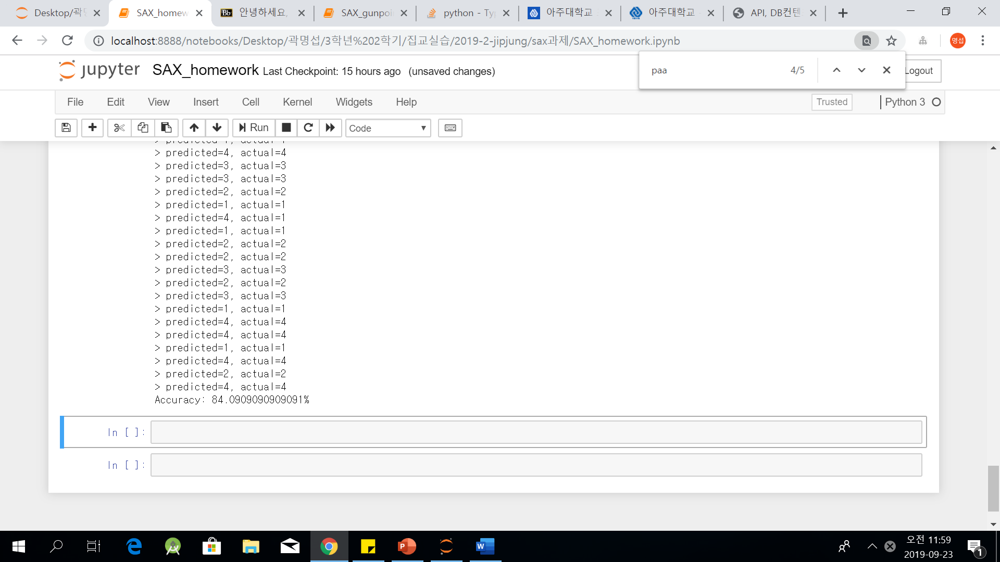 Desktop/곽
SAX_homew
Bb 안녕하세요,
SAX_gunpoi
python - Ty
아주대학교
아주대학교
API, DB컨텐
localhost:8888/notebooks/Desktop/곽명섭/3학년%202학기/집교실습/2019-2-jipjung/sax과제/SAX_homework.ipynb
명섭
paa 4/5
jupyter SAX_homework Last Checkpoint: 15 hours ago (unsaved changes)
Logout
File Edit View Insert Cell Kernel Widgets Help
Trusted
Python 3
Run
Code
> predicted=4, actual=4
> predicted=3, actual=3
> predicted=3, actual=3
> predicted=2, actual=2
> predicted=1, actual=1
> predicted=4, actual=1
> predicted=1, actual=1
> predicted=2, actual=2
> predicted=2, actual=2
> predicted=3, actual=3
> predicted=2, actual=2
> predicted=3, actual=3
> predicted=1, actual=1
> predicted=4, actual=4
> predicted=4, actual=4
> predicted=1, actual=1
> predicted=4, actual=4
> predicted=2, actual=2
> predicted=4, actual=4
Accuracy: 84.0909090909091%
In [ ]:
In [ ]:
오전 11:59
2019-09-23
1